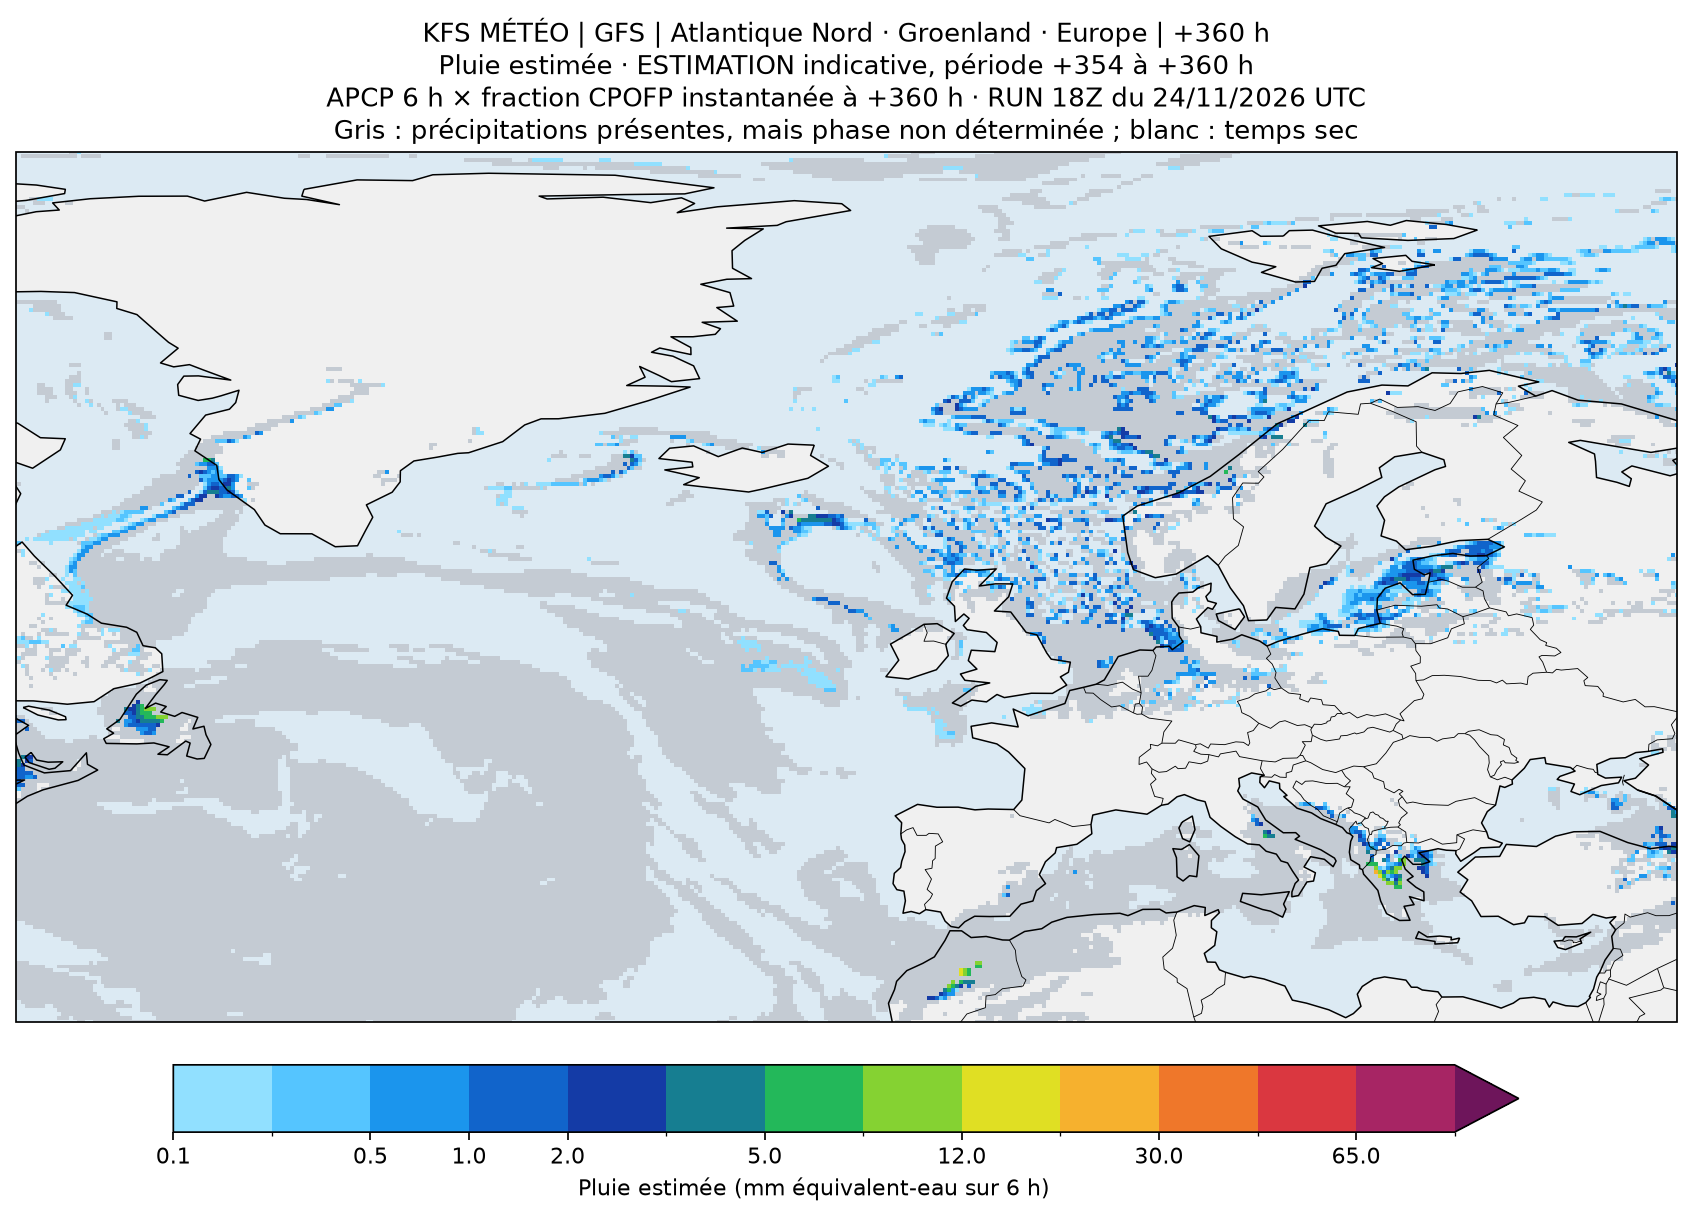 KFS MÉTÉO | GFS | Atlantique Nord · Groenland · Europe | +360 h
Pluie estimée · ESTIMATION indicative, période +354 à +360 h
APCP 6 h × fraction CPOFP instantanée à +360 h · RUN 18Z du 24/11/2026 UTC
Gris : précipitations présentes, mais phase non déterminée ; blanc : temps sec
0.1 0.5 1.0 2.0 5.0 12.0 30.0 65.0
Pluie estimée (mm équivalent-eau sur 6 h)